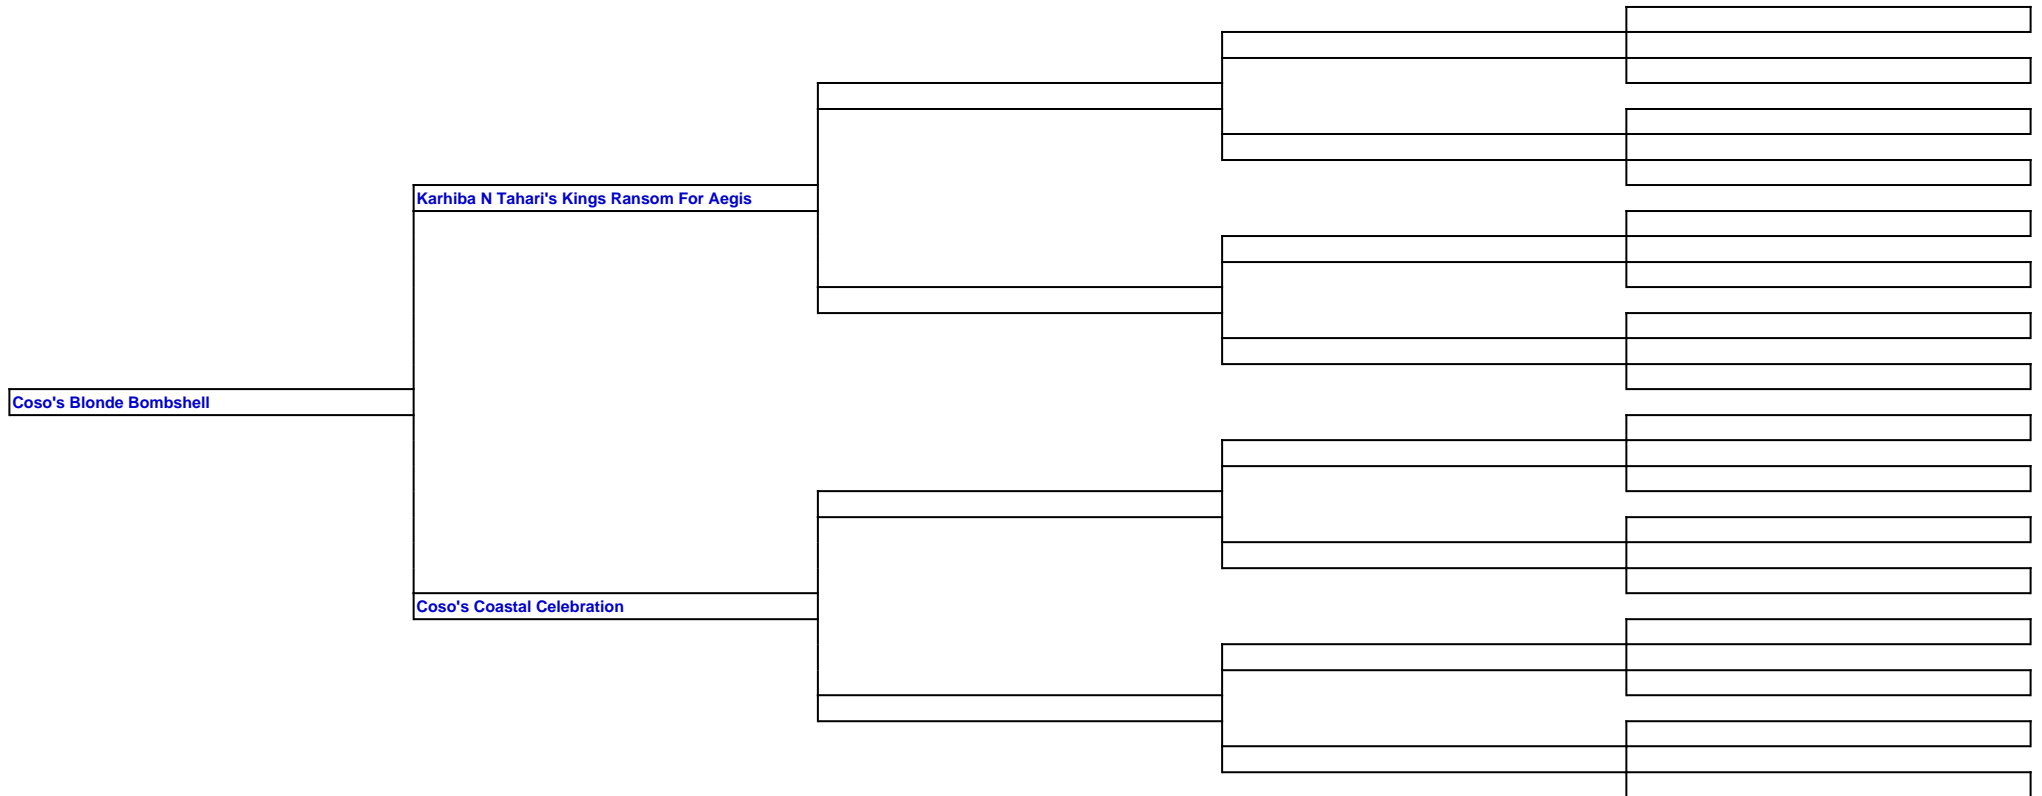 Karhiba N Tahari's Kings Ransom For Aegis
Coso's Blonde Bombshell
Coso's Coastal Celebration